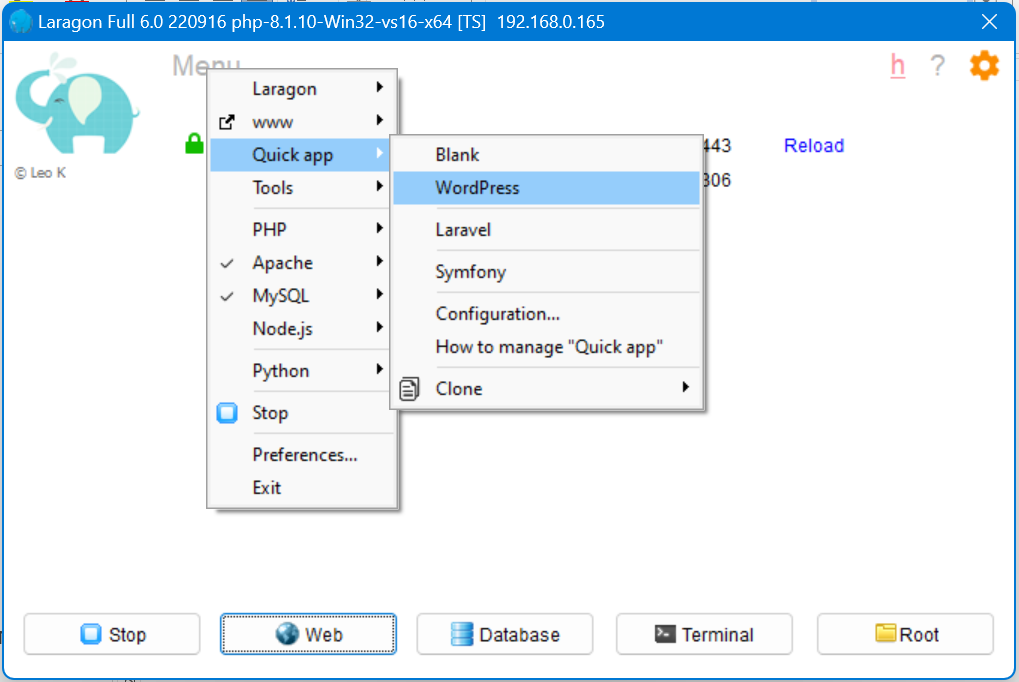 Laragon Full 6.0 220916 php-8.1.10-Win32-vs16-x64 [TS] 192.168.0.165
Menu
h ?
© Leo K
Laragon
www
Quick app
Tools
PHP
Apache
MySQL
Node.js
Python
Stop
Preferences...
Exit
Blank
WordPress
Laravel
Symfony
Configuration...
How to manage "Quick app"
Clone
443 Reload
306
Stop Web Database Terminal Root